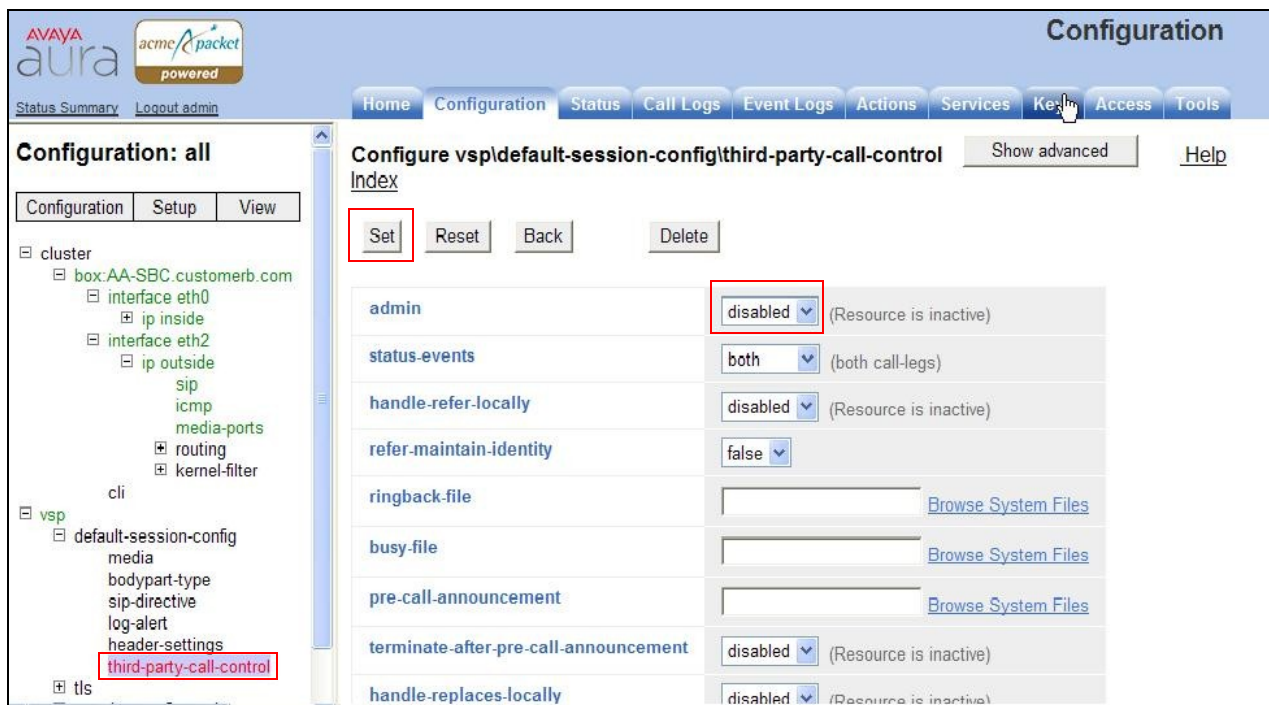 AVAYA
aura
acme packet
powered
Configuration
Status Summary Logout admin
Home Configuration Status Call Logs Event Logs Actions Services Access Tools
Configuration: all
Configuration Setup View
cluster
box:AA-SBC.customerb.com
interface eth0
ip inside
interface eth2
ip outside
sip
icmp
media-ports
routing
kernel-filter
cli
vsp
default-session-config
media
bodypart-type
sip-directive
log-alert
header-settings
third-party-call-control
tls
Configure vsp\default-session-config\third-party-call-control Show advanced Help
Index
Set Reset Back Delete
admin disabled (Resource is inactive)
status-events both (both call-legs)
handle-refer-locally disabled (Resource is inactive)
refer-maintain-identity false
ringback-file Browse System Files
busy-file Browse System Files
pre-call-announcement Browse System Files
terminate-after-pre-call-announcement disabled (Resource is inactive)
handle-replaces-locally disabled (Resource is inactive)